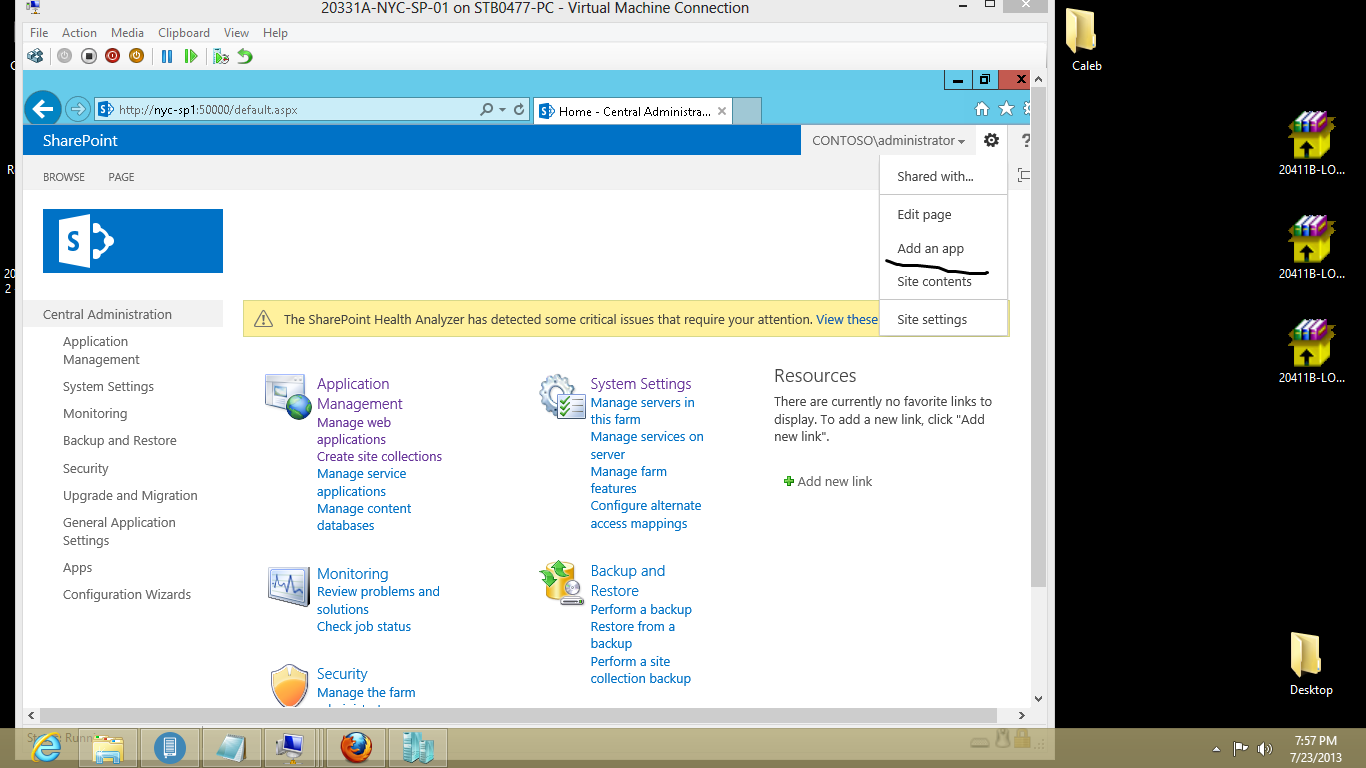 20331A-NYC-SP-01 on STB0477-PC - Virtual Machine Connection
File Action Media Clipboard View Help
http://nyc-sp1:50000/default.aspx
Home - Central Administra...
SharePoint
CONTOSO\administrator
?
BROWSE PAGE
Shared with...
Edit page
Add an app
Site contents
Site settings
S
The SharePoint Health Analyzer has detected some critical issues that require your attention. View these
Central Administration
Application
Management
System Settings
Monitoring
Backup and Restore
Security
Upgrade and Migration
General Application
Settings
Apps
Configuration Wizards
Application
Management
Manage web
applications
Create site collections
Manage service
applications
Manage content
databases
Monitoring
Review problems and
solutions
Check job status
Security
Manage the farm
System Settings
Manage servers in
this farm
Manage services on
server
Manage farm
features
Configure alternate
access mappings
Backup and
Restore
Perform a backup
Restore from a
backup
Perform a site
collection backup
Resources
There are currently no favorite links to
display. To add a new link, click "Add
new link".
Add new link
Caleb
20411B-LO...
20411B-LO...
20411B-LO...
Desktop
7:57 PM
7/23/2013